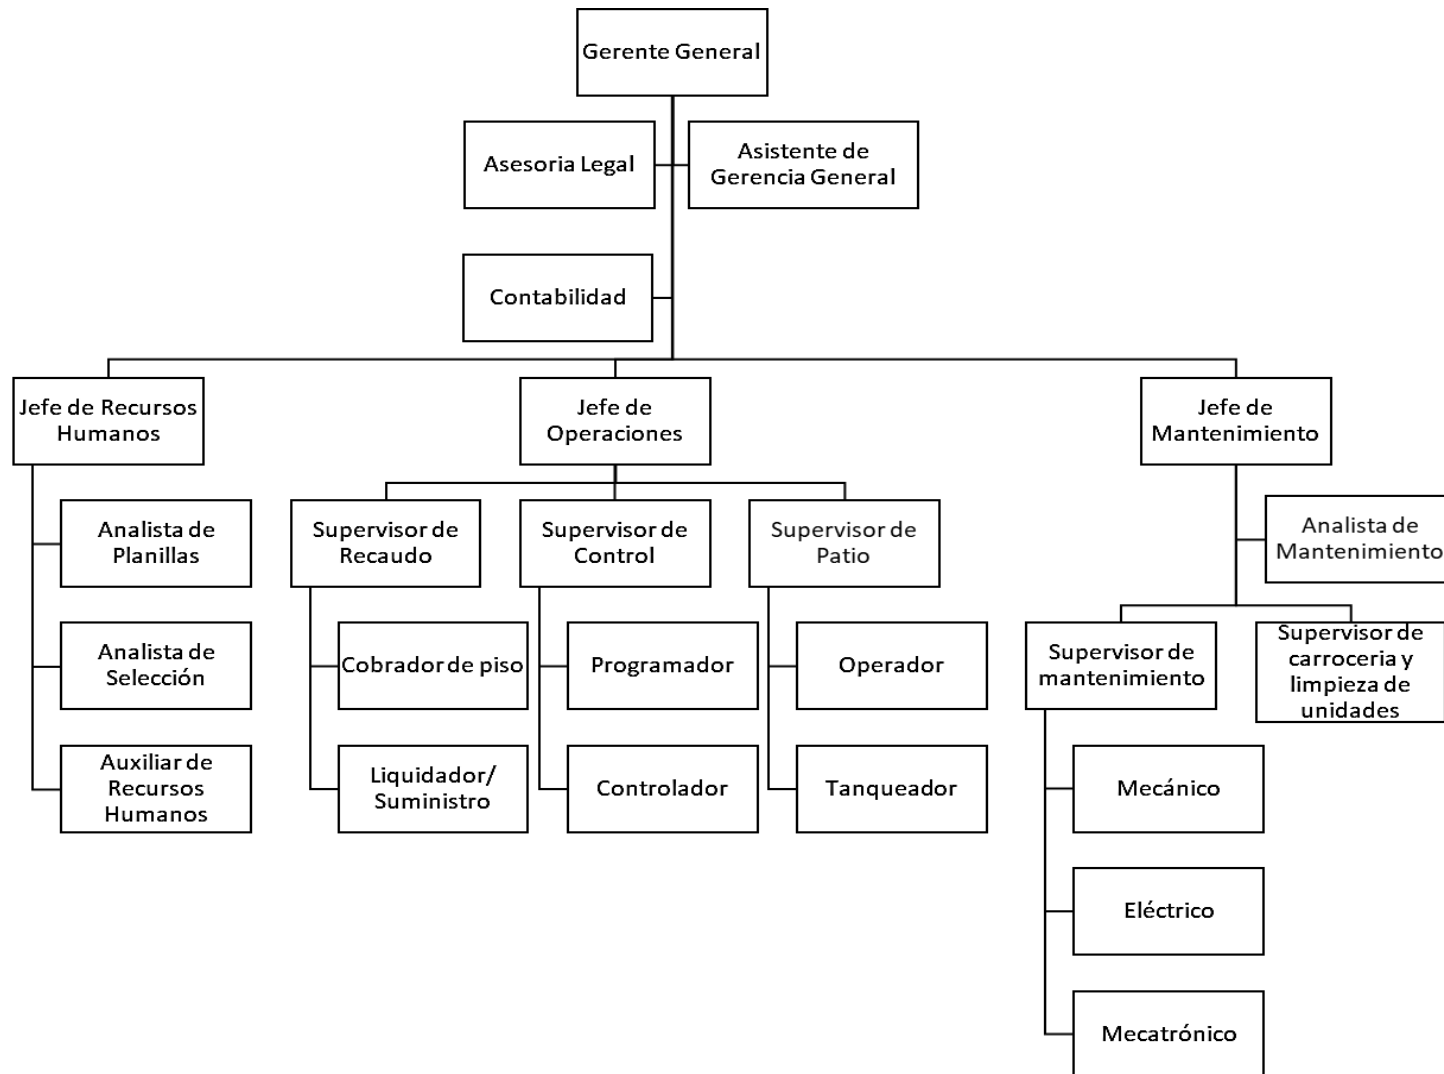 Gerente General
Asesoria Legal
Asistente de
Gerencia General
Contabilidad
Jefe de Recursos
Humanos
Jefe de
Operaciones
Jefe de
Mantenimiento
Analista de
Planillas
Analista de
Selección
Auxiliar de
Recursos
Humanos
Supervisor de
Recaudo
Cobrador de piso
Liquidador/
Suministro
Supervisor de
Control
Programador
Controlador
Supervisor de
Patio
Operador
Tanqueador
Analista de
Mantenimiento
Supervisor de
mantenimiento
Mecánico
Eléctrico
Mecatrónico
Supervisor de
carroceria y
limpieza de
unidades